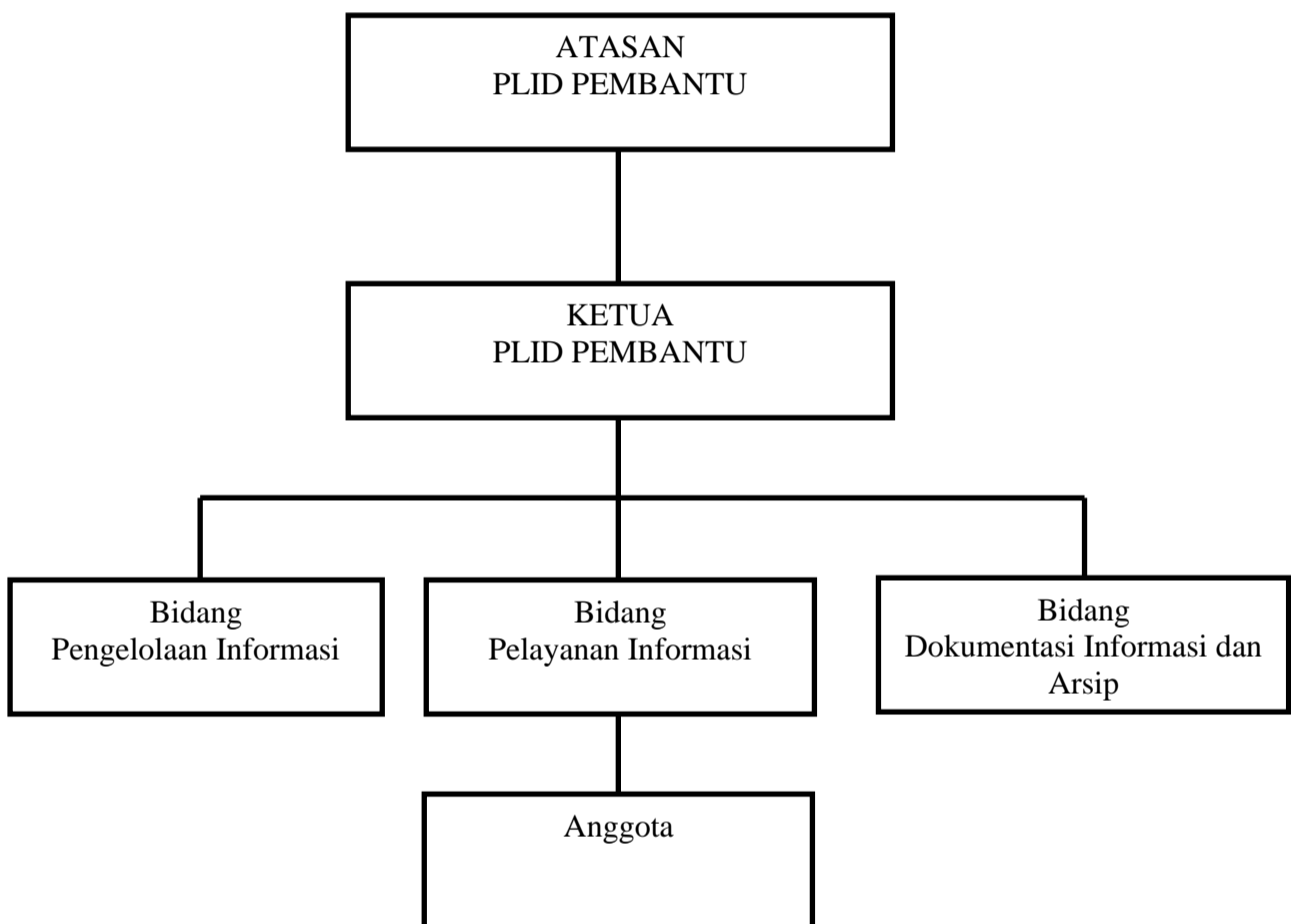 ATASAN
PLID PEMBANTU
KETUA
PLID PEMBANTU
Bidang
Pengelolaan Informasi
Bidang
Pelayanan Informasi
Bidang
Dokumentasi Informasi dan
Arsip
Anggota